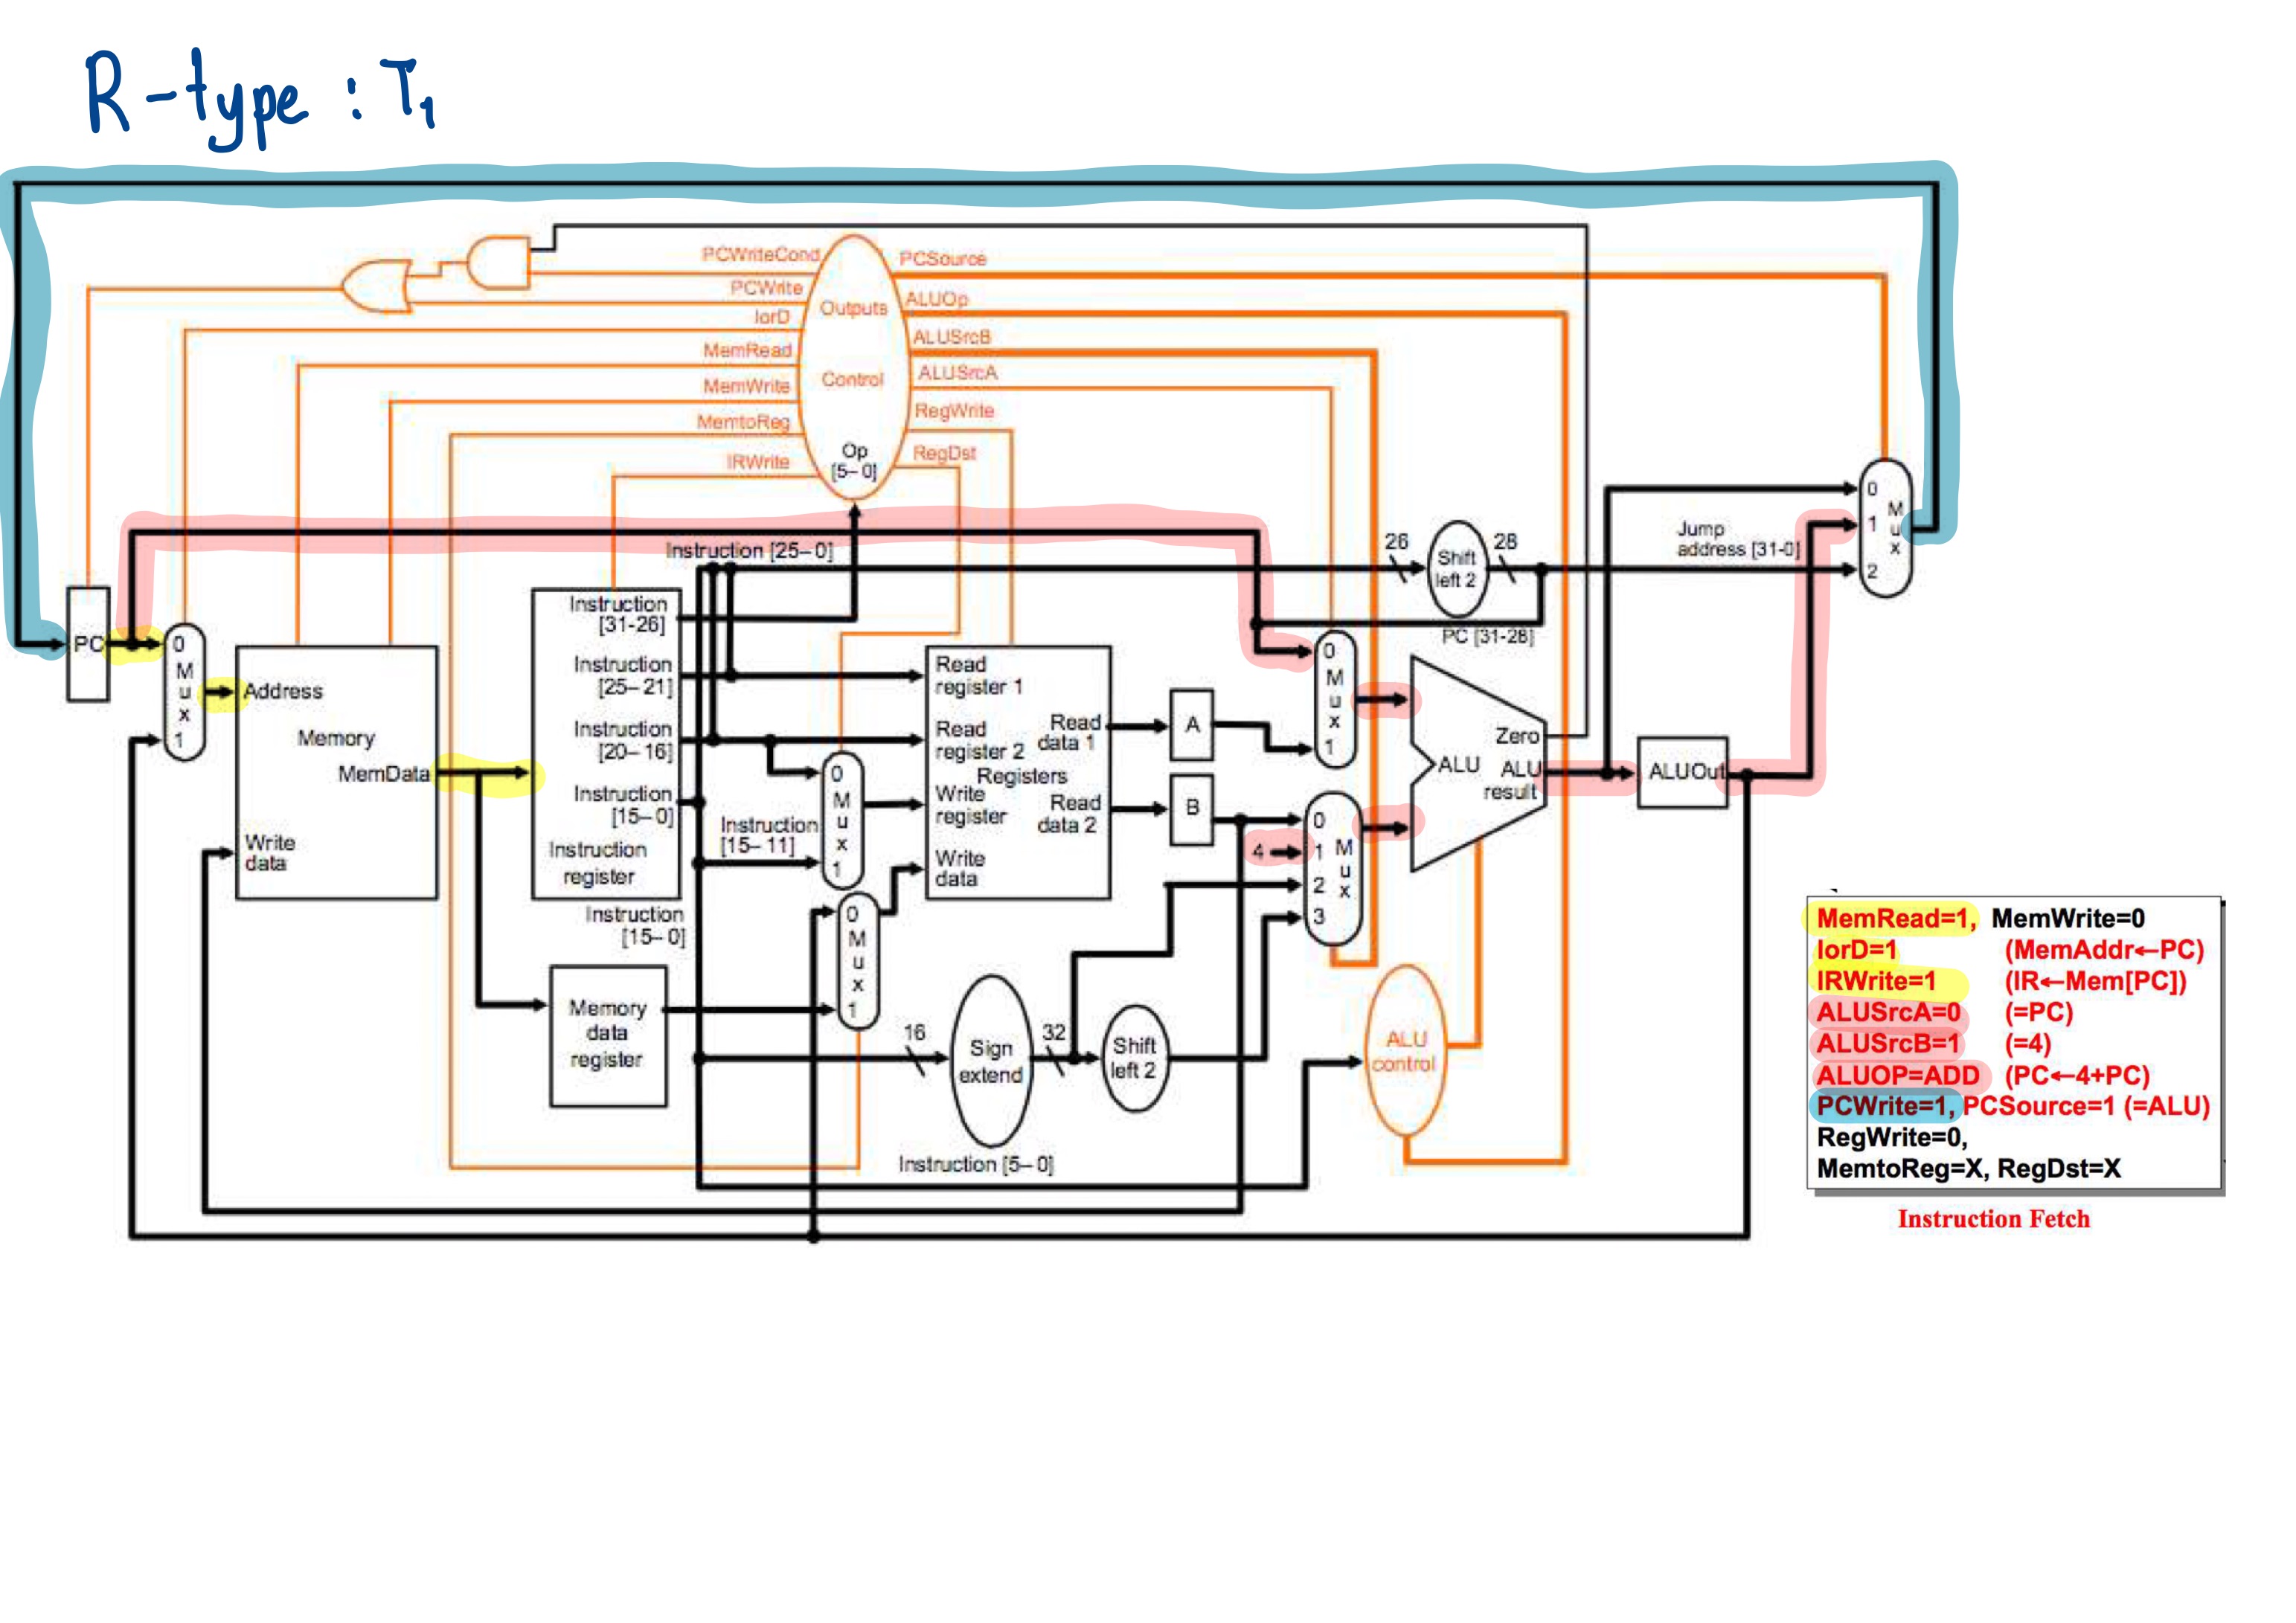 R-type : T1
PCWriteCond
PCSource
PCWrite
ALUOp
Outputs
IorD
ALUSrcB
MemRead
ALUSrcA
Control
MemWrite
RegWrite
MemtoReg
RegDst
IRWrite
Op
[5-0]
0
M
u
x
1
2
Jump
address [31-0]
26
Shift
left 2
28
PC [31-28]
Instruction [25-0]
PC
0
M
u
x
1
Address
Memory
MemData
Write
data
Instruction
[31-26]
Instruction
[25-21]
Instruction
[20-16]
Instruction
[15-0]
Instruction
register
Instruction
[15-11]
0
M
u
x
1
Read
register 1
Read
register 2
Read
data 1
Registers
Write
register
Read
data 2
Write
data
A
B
0
M
u
x
1
4
0
1
2
3
M
u
x
Zero
ALU
ALU
result
ALUOut
Instruction
[15-0]
0
M
u
x
1
Memory
data
register
16
Sign
extend
32
Shift
left 2
ALU
control
Instruction [5-0]
MemRead=1, MemWrite=0
IorD=1 (MemAddr←PC)
IRWrite=1 (IR←Mem[PC])
ALUSrcA=0 (=PC)
ALUSrcB=1 (=4)
ALUOP=ADD (PC←4+PC)
PCWrite=1, PCSource=1 (=ALU)
RegWrite=0,
MemtoReg=X, RegDst=X
Instruction Fetch